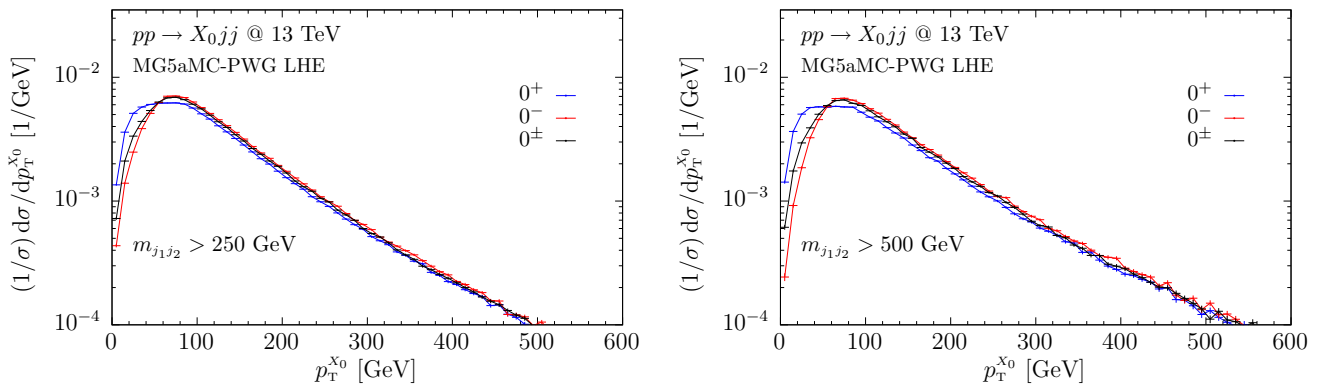 pp → X₀jj @ 13 TeV
MG5aMC-PWG LHE
0⁺
0⁻
0^±
m_{j₁j₂} > 250 GeV
(1/σ) dσ/dp_T^{X₀} [1/GeV]
10⁻²
10⁻³
10⁻⁴
0 100 200 300 400 500 600
p_T^{X₀} [GeV]
pp → X₀jj @ 13 TeV
MG5aMC-PWG LHE
0⁺
0⁻
0^±
m_{j₁j₂} > 500 GeV
(1/σ) dσ/dp_T^{X₀} [1/GeV]
10⁻²
10⁻³
10⁻⁴
0 100 200 300 400 500 600
p_T^{X₀} [GeV]